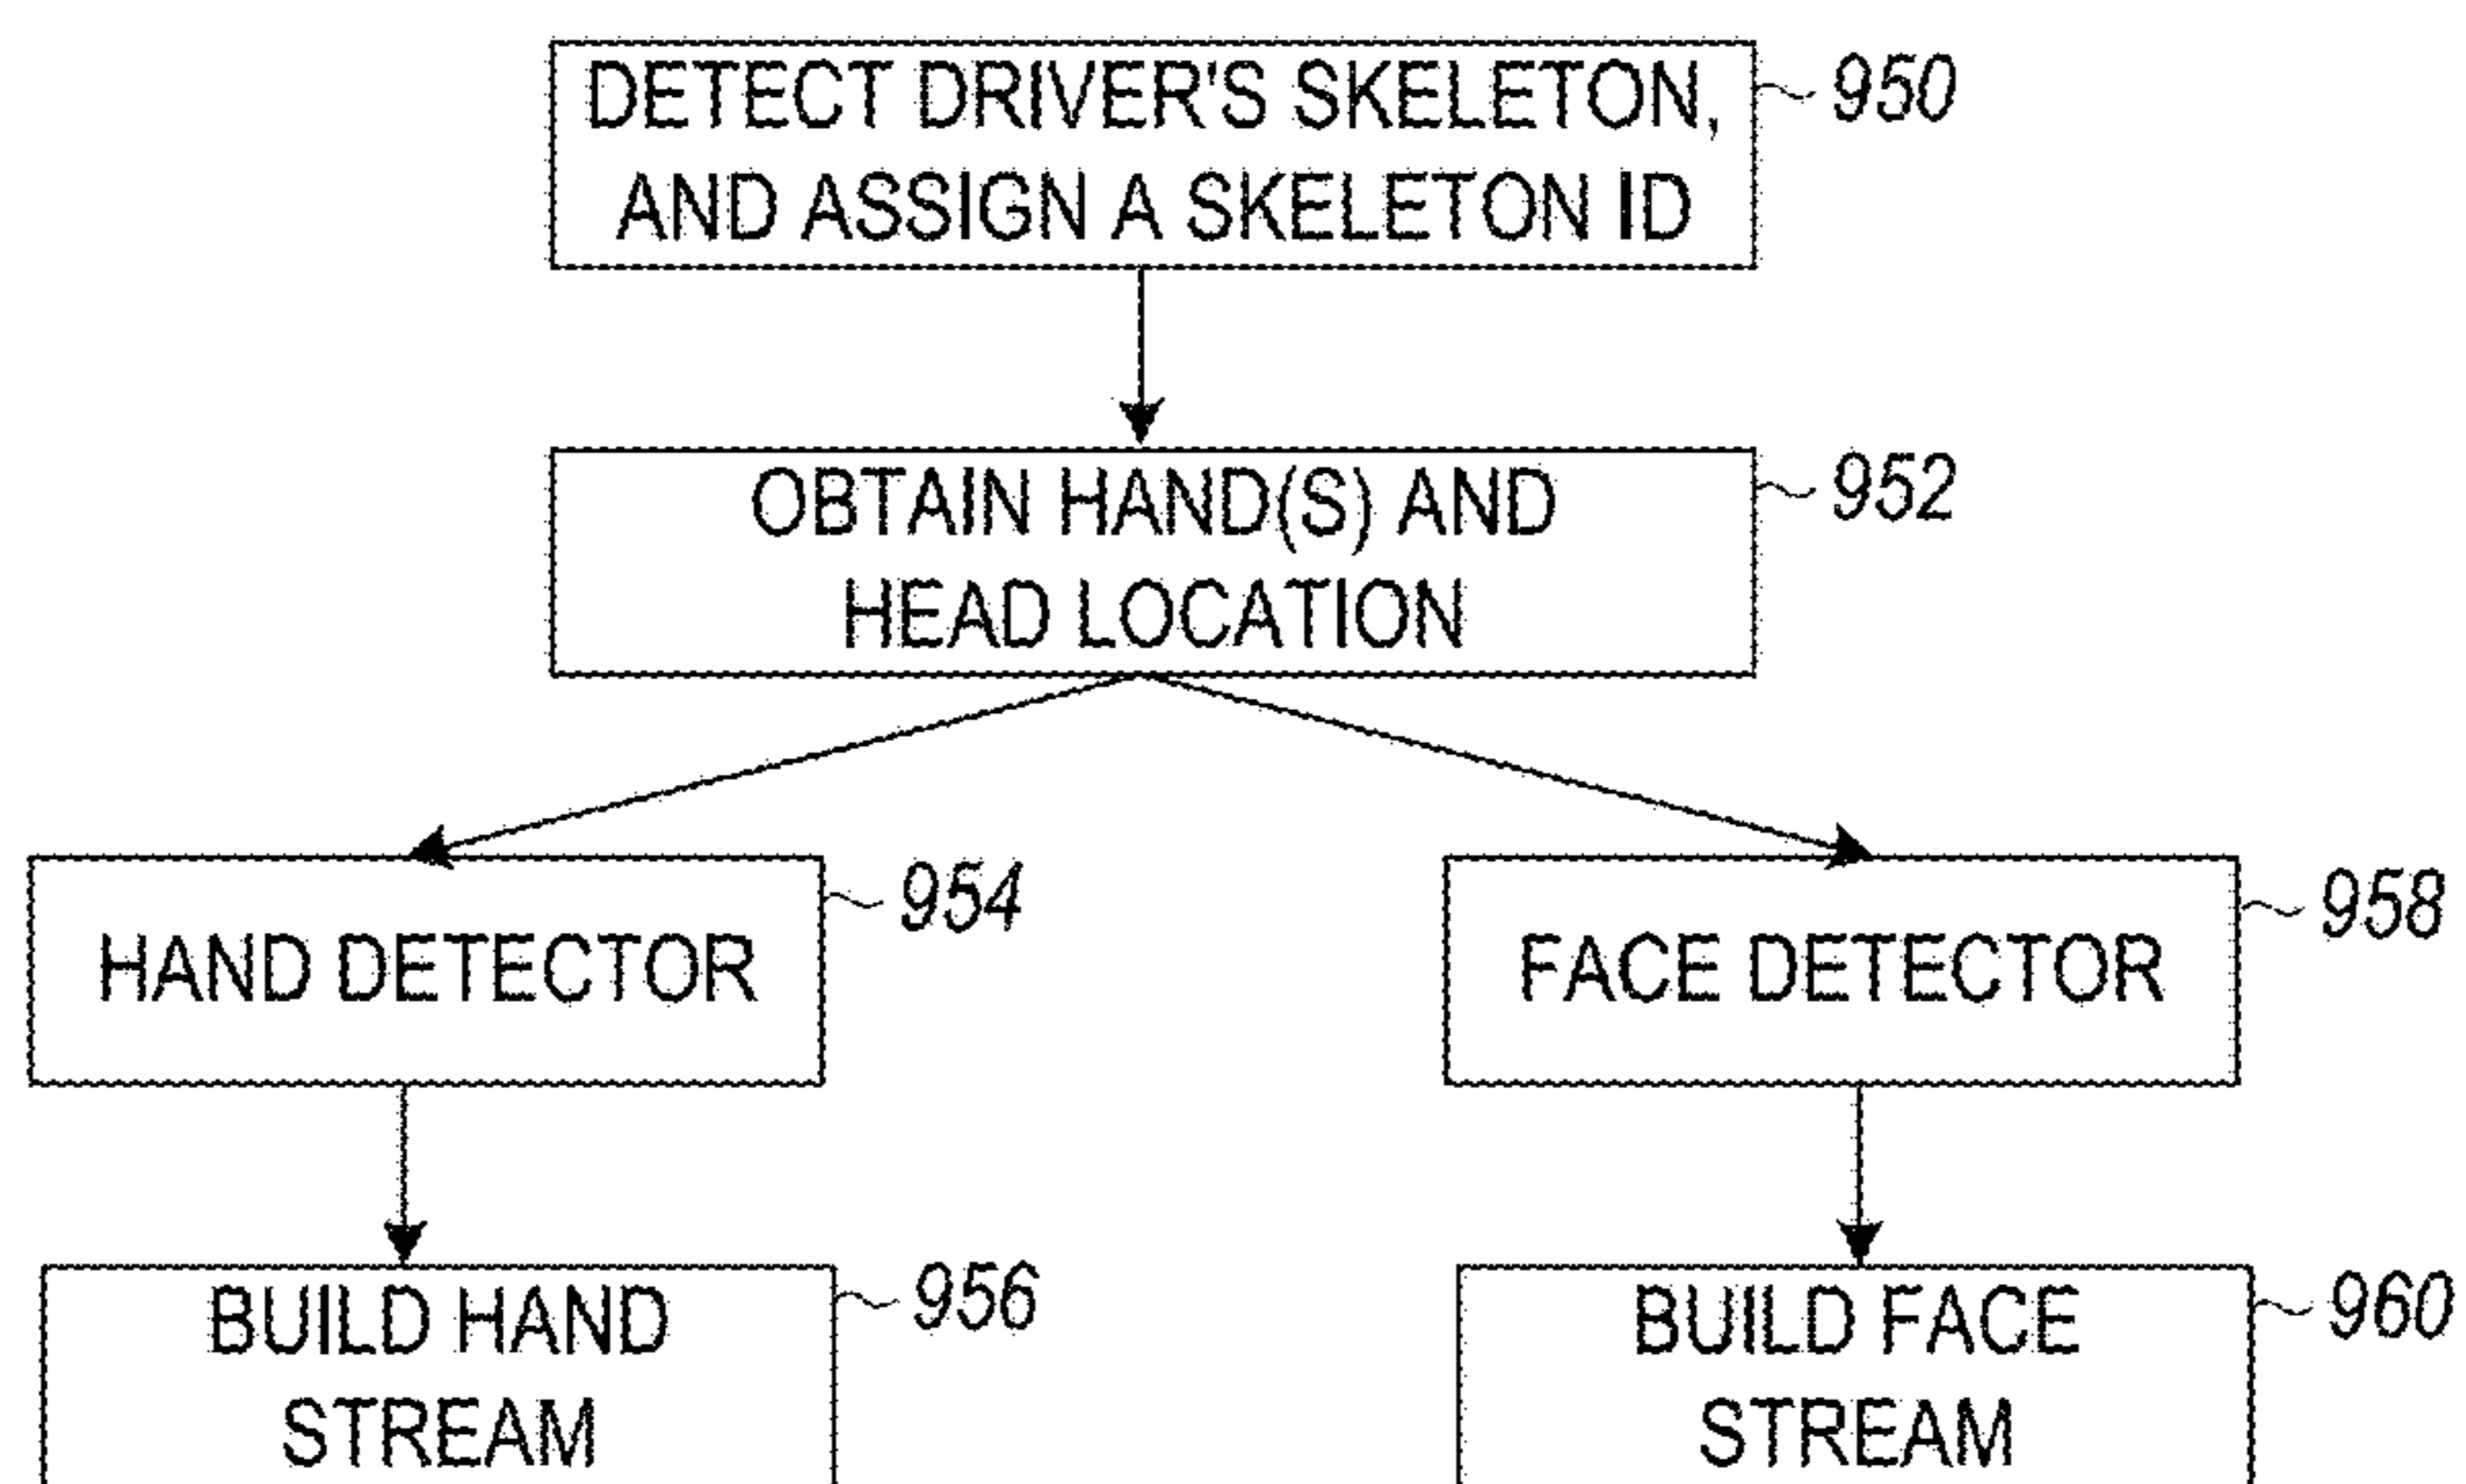 DETECT DRIVER'S SKELETON,
AND ASSIGN A SKELETON ID
950
OBTAIN HAND(S) AND
HEAD LOCATION
952
HAND DETECTOR
954
FACE DETECTOR
958
BUILD HAND
STREAM
956
BUILD FACE
STREAM
960